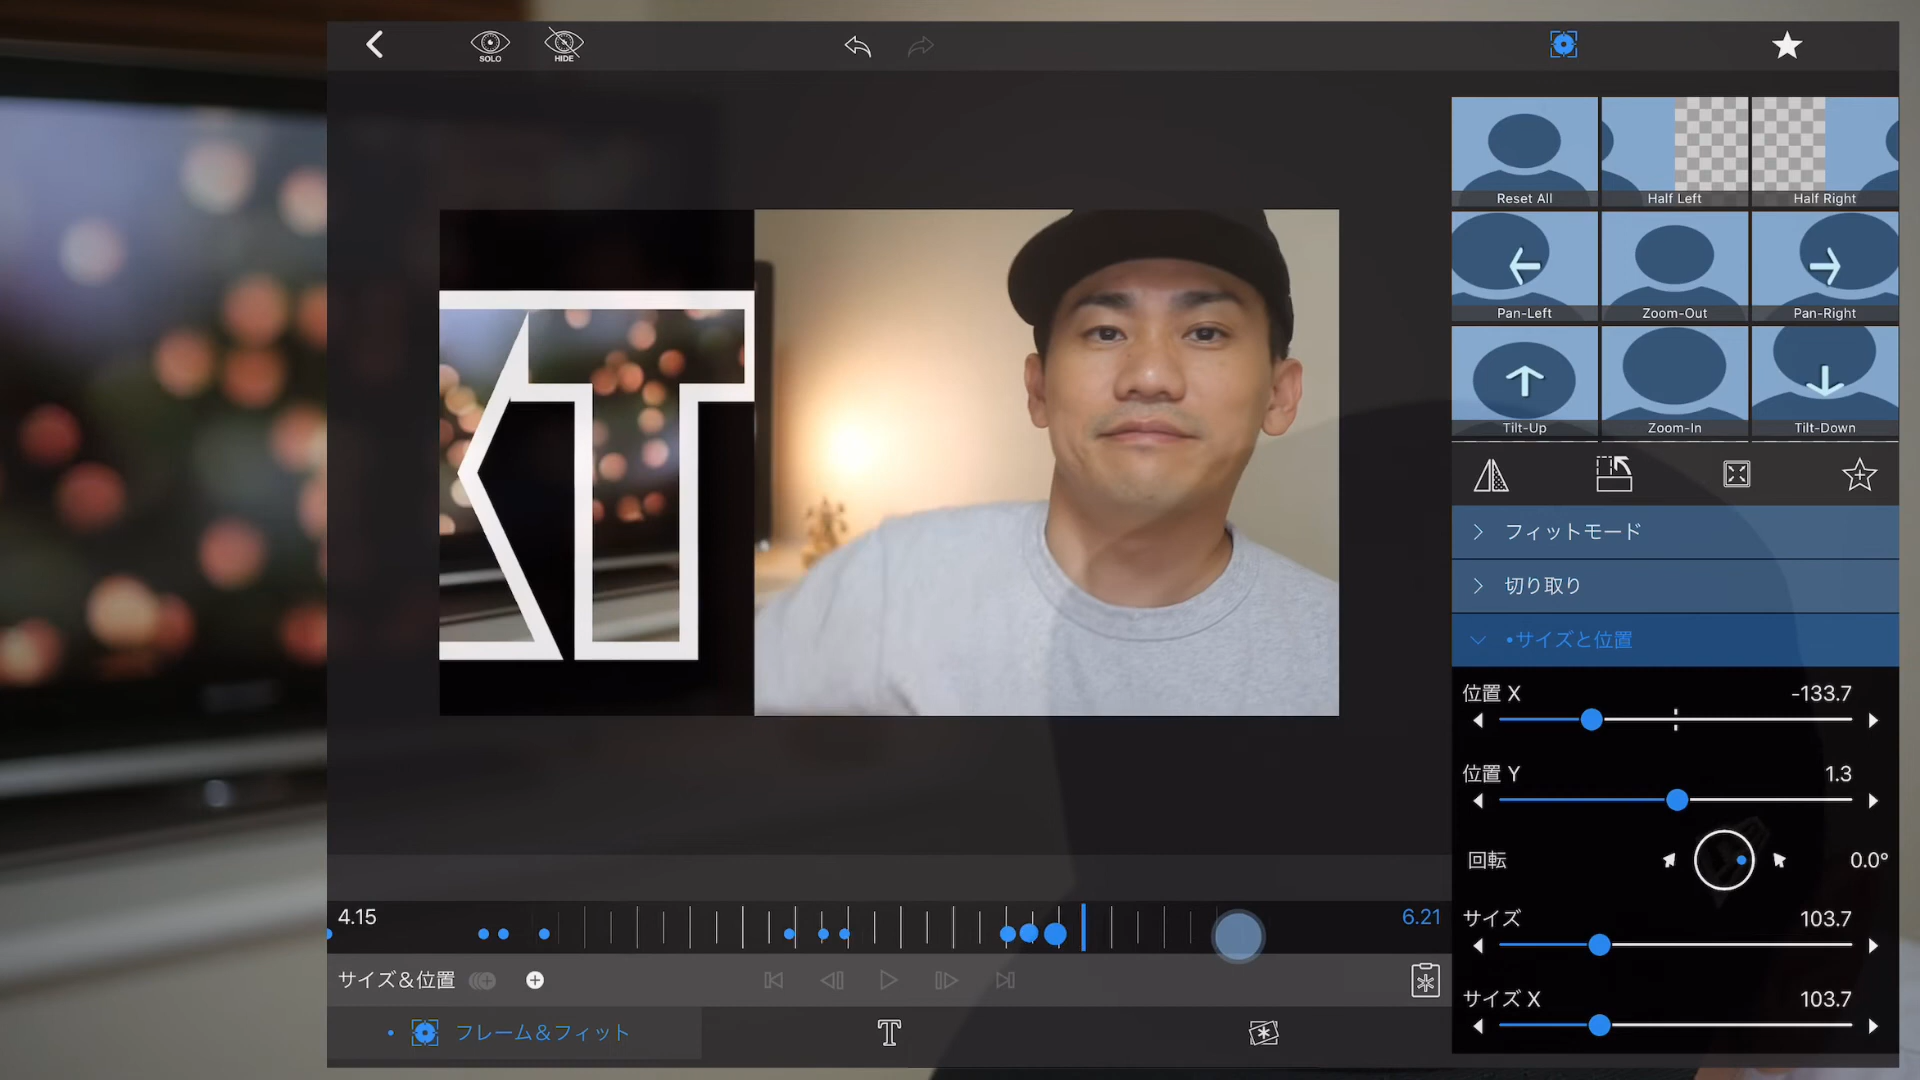 SOLO
HIDE
Reset All
Half Left
Half Right
Pan-Left
Zoom-Out
Pan-Right
Tilt-Up
Zoom-In
Tilt-Down
フィットモード
切り取り
•サイズと位置
位置 X
-133.7
位置 Y
1.3
回転
0.0°
サイズ
103.7
サイズ X
103.7
4.15
6.21
サイズ&位置
フレーム&フィット
T